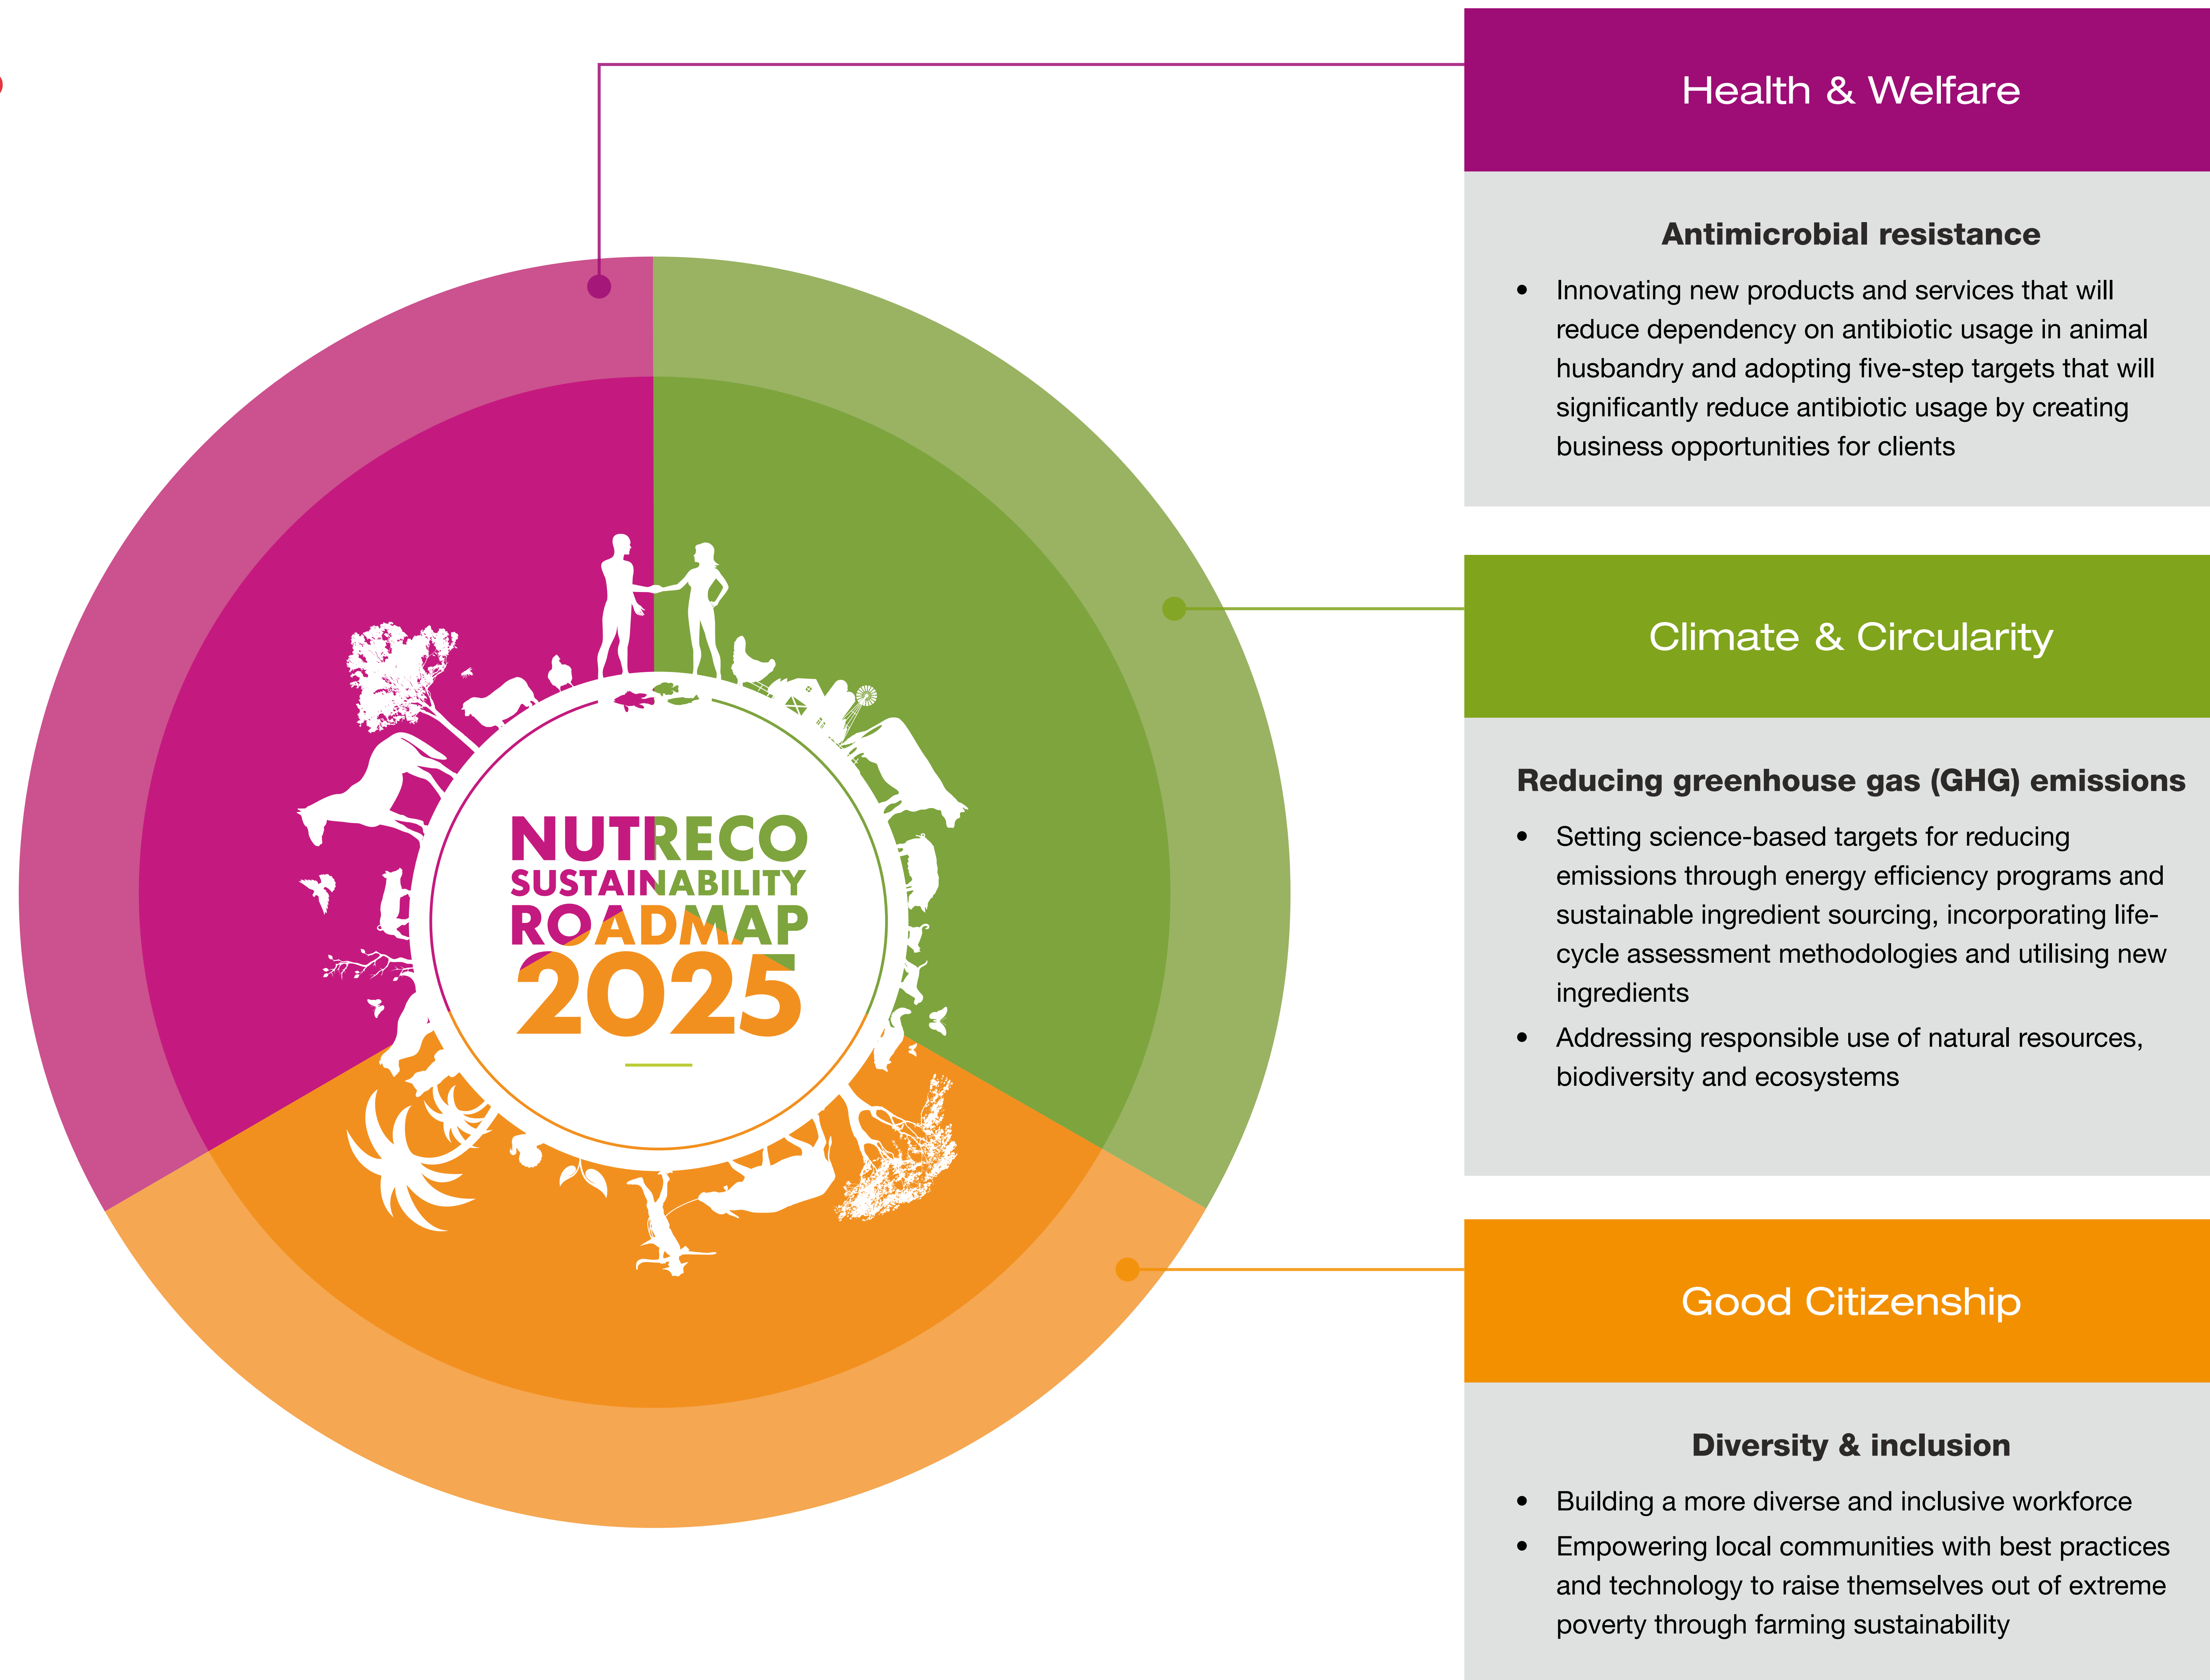 NUTRECO
SUSTAINABILITY
ROADMAP
2025
Health & Welfare
Antimicrobial resistance
• Innovating new products and services that will
reduce dependency on antibiotic usage in animal
husbandry and adopting five-step targets that will
significantly reduce antibiotic usage by creating
business opportunities for clients
Climate & Circularity
Reducing greenhouse gas (GHG) emissions
• Setting science-based targets for reducing
emissions through energy efficiency programs and
sustainable ingredient sourcing, incorporating life-
cycle assessment methodologies and utilising new
ingredients
• Addressing responsible use of natural resources,
biodiversity and ecosystems
Good Citizenship
Diversity & inclusion
• Building a more diverse and inclusive workforce
• Empowering local communities with best practices
and technology to raise themselves out of extreme
poverty through farming sustainability